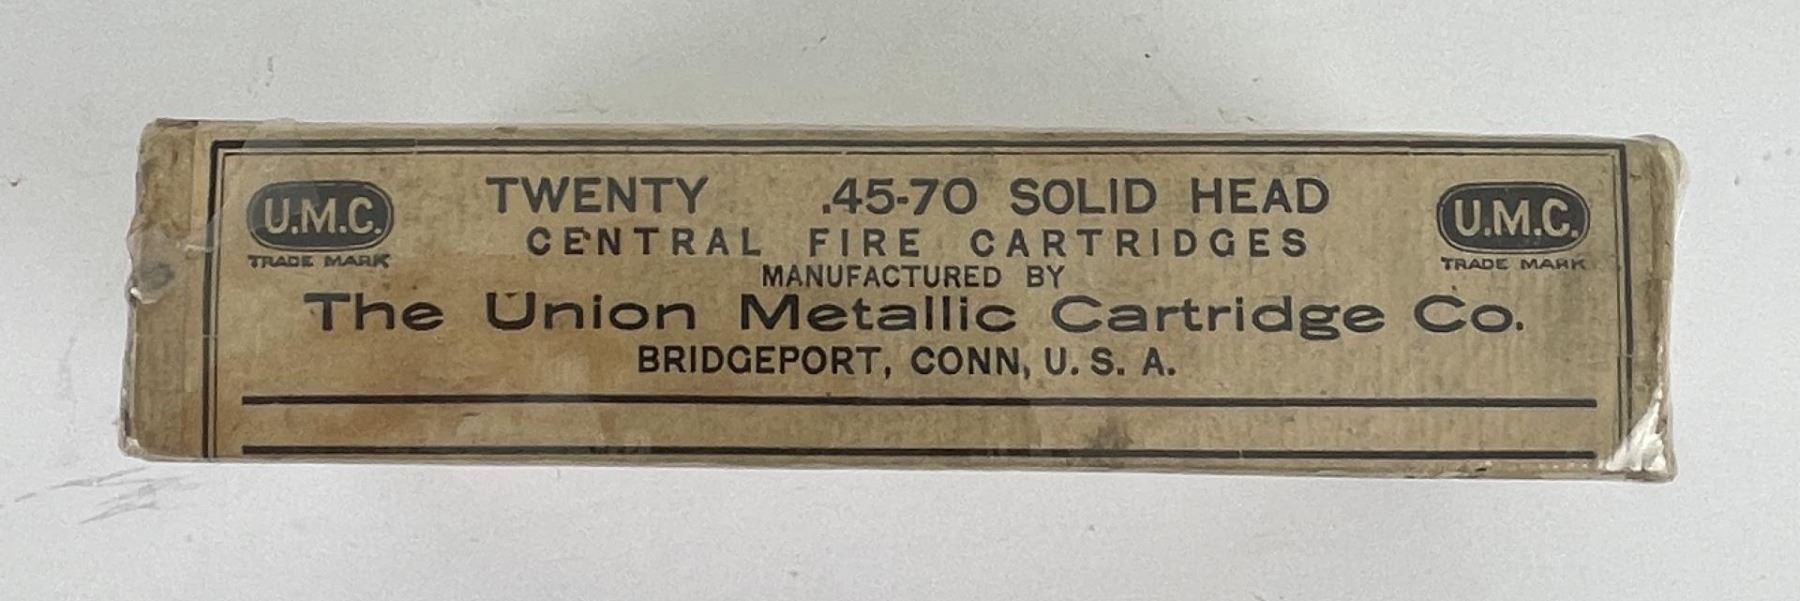 U.M.C.
TRADE MARK
TWENTY .45-70 SOLID HEAD
CENTRAL FIRE CARTRIDGES
MANUFACTURED BY
The Union Metallic Cartridge Co.
BRIDGEPORT, CONN, U. S. A.
U.M.C.
TRADE MARK